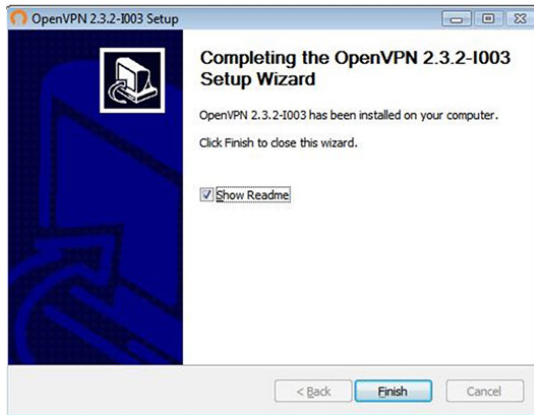 OpenVPN 2.3.2-I003 Setup
Completing the OpenVPN 2.3.2-I003
Setup Wizard
OpenVPN 2.3.2-I003 has been installed on your computer.
Click Finish to close this wizard.
Show Readme
< Back
Finish
Cancel